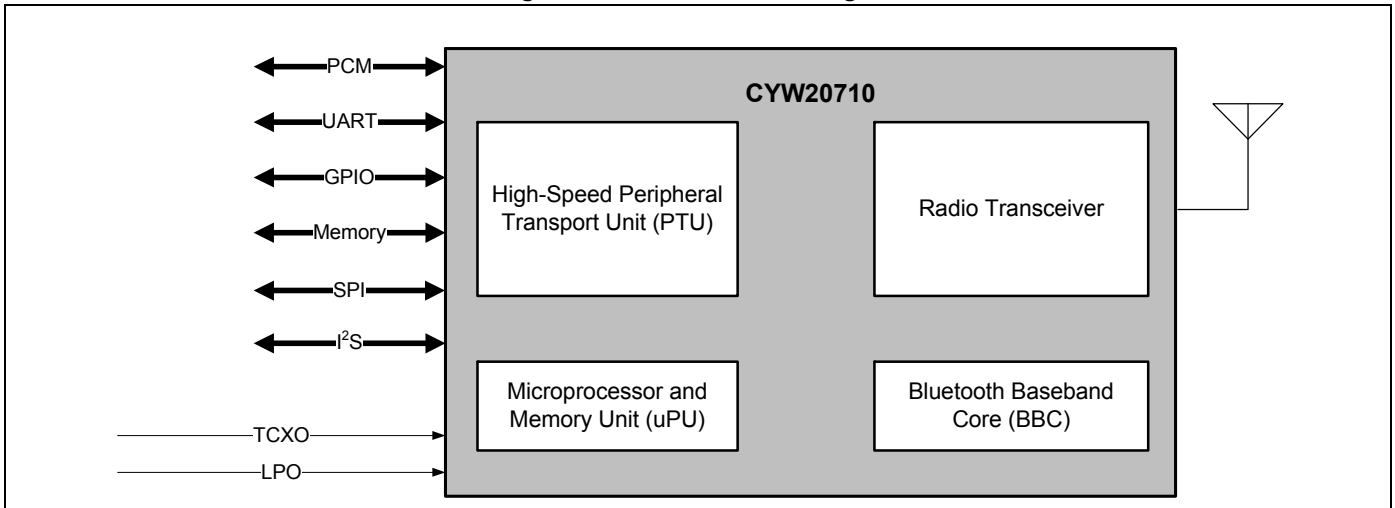 PCM
UART
GPIO
Memory
SPI
I²S
TCXO
LPO
CYW20710
High-Speed Peripheral
Transport Unit (PTU)
Radio Transceiver
Microprocessor and
Memory Unit (uPU)
Bluetooth Baseband
Core (BBC)